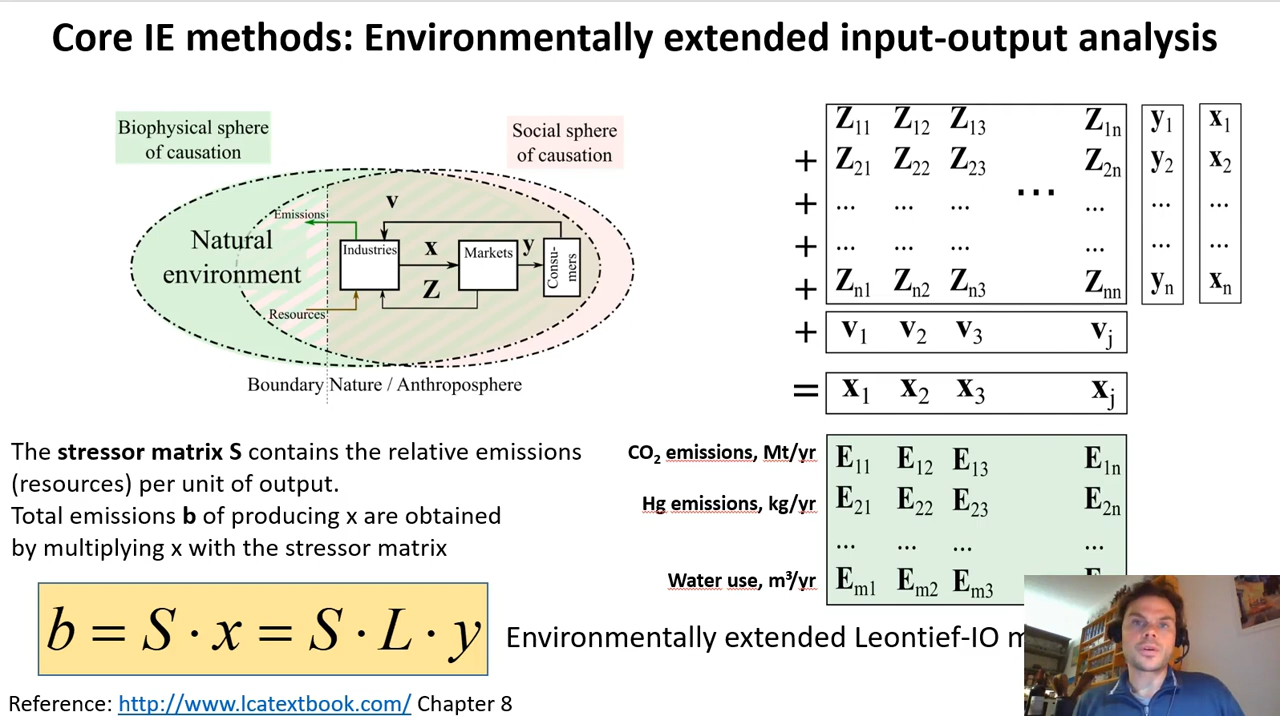 Core IE methods: Environmentally extended input-output analysis
Biophysical sphere
of causation
Social sphere
of causation
v
Emissions
Natural
environment
Industries
x
Z
Markets
y
Consu-
mers
Resources
Boundary Nature / Anthroposphere
Z11 Z12 Z13 Z1n y1 x1
+ Z21 Z22 Z23 ... Z2n y2 x2
+ ... ... ... ... ... ...
+ ... ... ... ... ... ...
+ Zn1 Zn2 Zn3 Znn yn xn
+ v1 v2 v3 vj
= x1 x2 x3 xj
CO2 emissions, Mt/yr E11 E12 E13 E1n
Hg emissions, kg/yr E21 E22 E23 E2n
... ... ... ...
Water use, m³/yr Em1 Em2 Em3
The stressor matrix S contains the relative emissions
(resources) per unit of output.
Total emissions b of producing x are obtained
by multiplying x with the stressor matrix
b = S · x = S · L · y
Environmentally extended Leontief-IO
Reference: http://www.lcatextbook.com/ Chapter 8